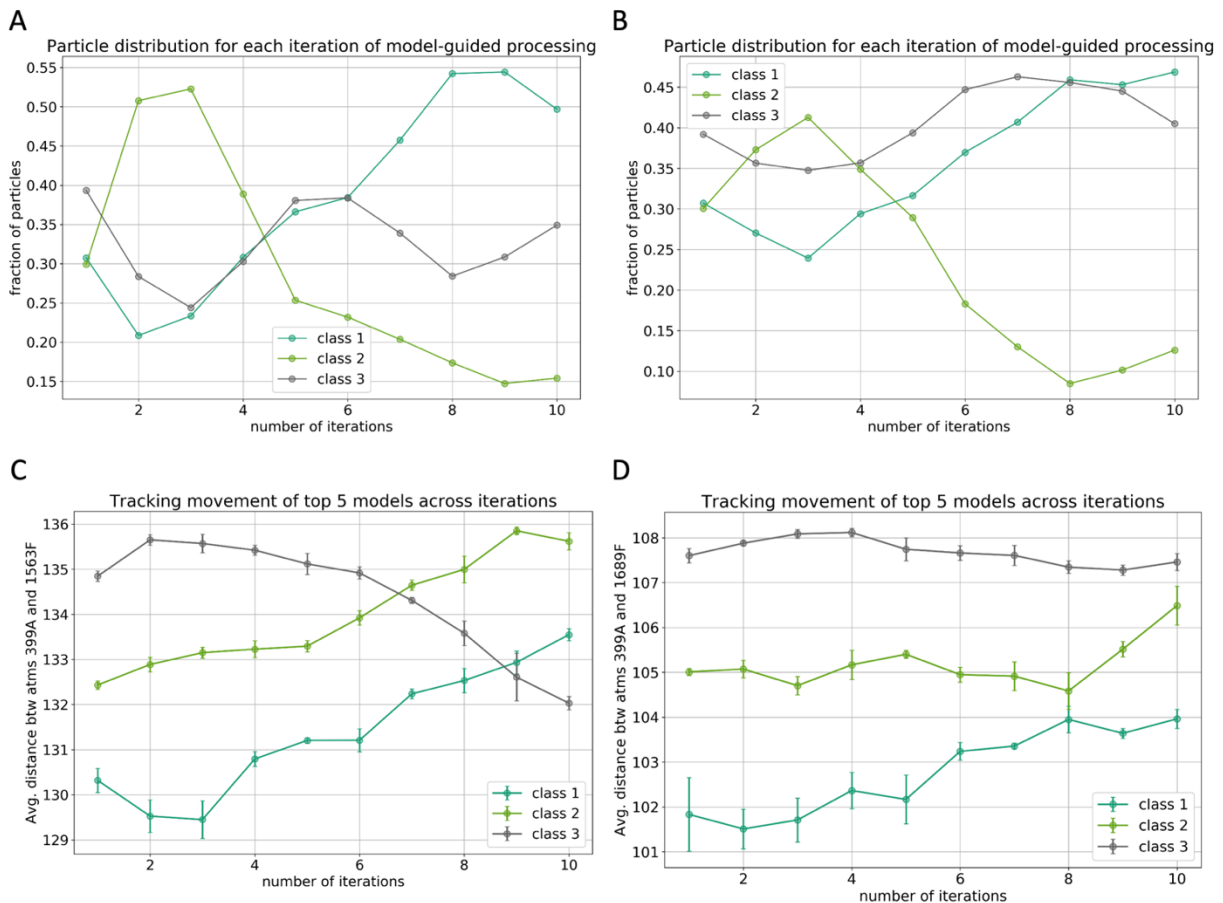 A
Particle distribution for each iteration of model-guided processing
0.55
0.50
0.45
0.40
0.35
0.30
0.25
0.20
0.15
fraction of particles
class 1
class 2
class 3
2
4
6
8
10
number of iterations
B
Particle distribution for each iteration of model-guided processing
class 1
class 2
class 3
0.45
0.40
0.35
0.30
0.25
0.20
0.15
0.10
fraction of particles
2
4
6
8
10
number of iterations
C
Tracking movement of top 5 models across iterations
136
135
134
133
132
131
130
129
Avg. distance btw atms 399A and 1563F
class 1
class 2
class 3
2
4
6
8
10
number of iterations
D
Tracking movement of top 5 models across iterations
108
107
106
105
104
103
102
101
Avg. distance btw atms 399A and 1689F
class 1
class 2
class 3
2
4
6
8
10
number of iterations